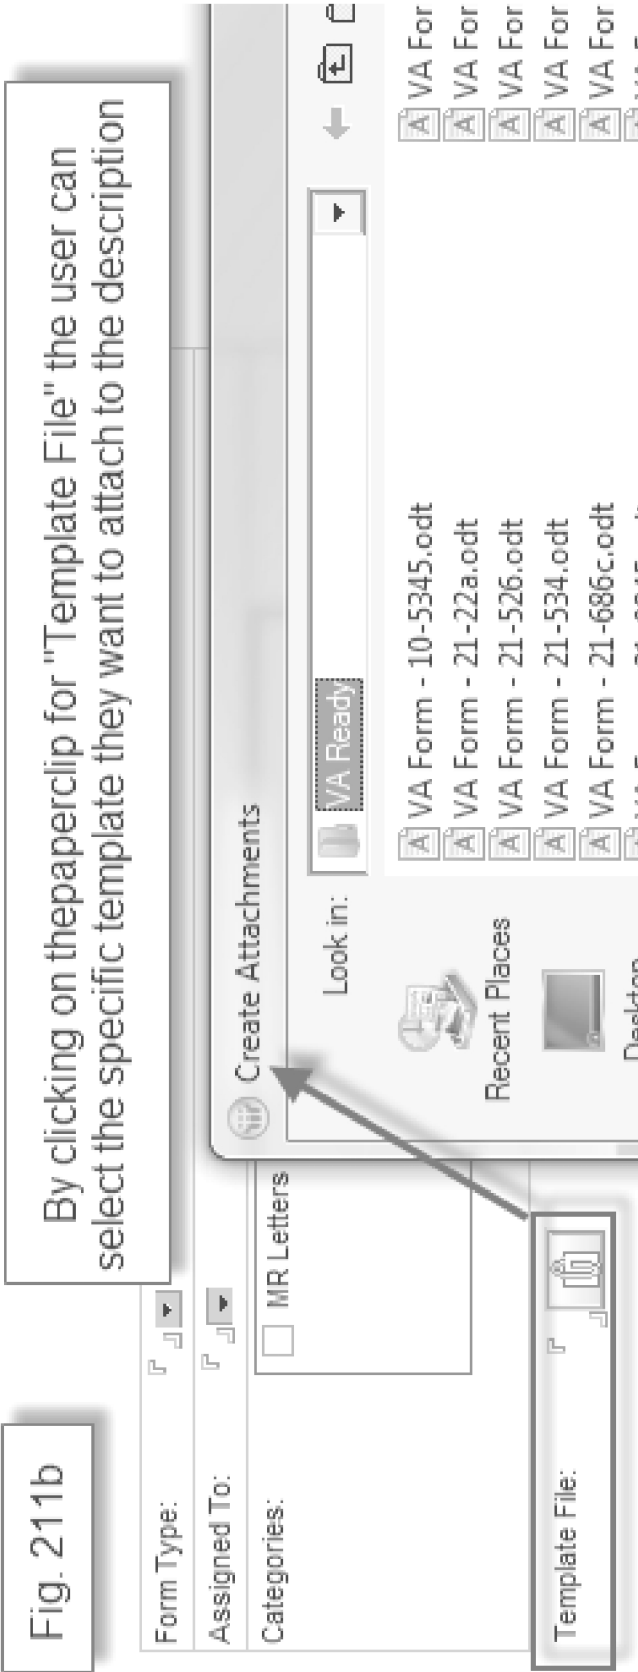 Fig. 211b
By clicking on thepaperclip for "Template File" the user can
select the specific template they want to attach to the description
Form Type:
Assigned To:
Categories:
MR Letters
Template File:
Create Attachments
Look in:
VA Ready
Recent Places
Desktop
VA Form - 10-5345.odt
VA Form - 21-22a.odt
VA Form - 21-526.odt
VA Form - 21-534.odt
VA Form - 21-686c.odt
VA For
VA For
VA For
VA For
VA For